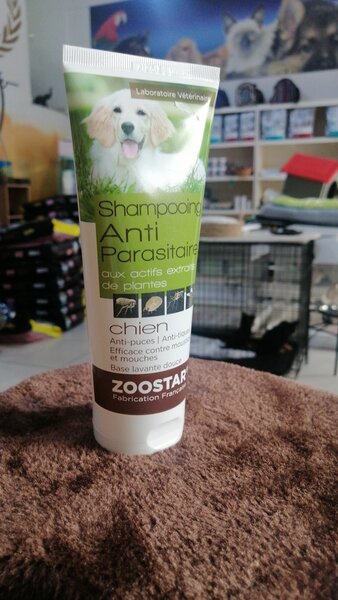 Laboratoire Vétérinaire
Shampooing
Anti
Parasitaire
aux actifs extraits
de plantes
chien
Anti-puces | Anti-tiques
Efficace contre
et mouches
Base lavante douce
ZOOSTAR
Fabrication Française